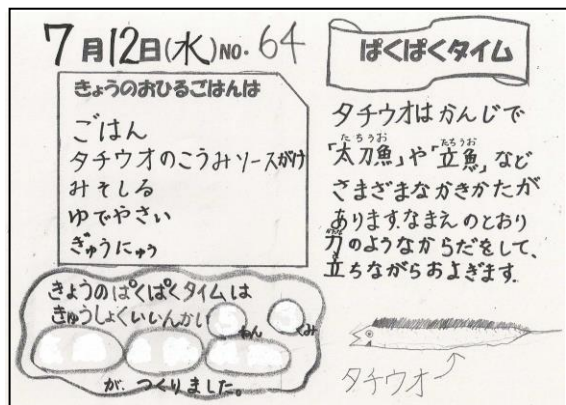 7月12日(水)NO.64
きょうのおひるごはんは
ごはん
タチウオのこうみソースがけ
みそしる
ゆでやさい
ぎゅうにゅう
きょうのぱくぱくタイムは
きゅうしょくいいんかい
ねん くみ
が、つくりました。
ぱくぱくタイム
タチウオはかんじで
「太刀魚」や「立魚」など
たちうお たちうお
さまざまなかきかたが
あります。なまえのとおり
刀のようなからだをして、
立ちながらおよぎます。
タチウオ